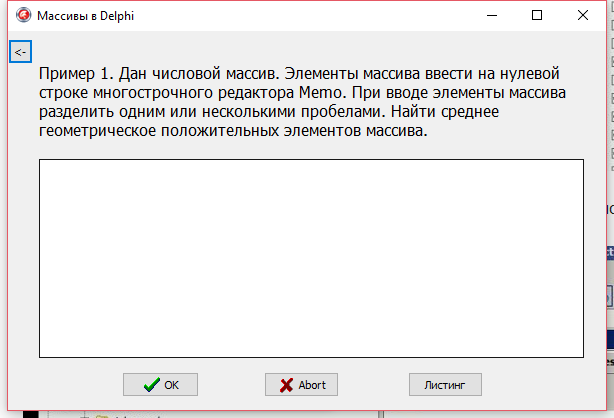 Массивы в Delphi
<-
Пример 1. Дан числовой массив. Элементы массива ввести на нулевой
строке многострочного редактора Memo. При вводе элементы массива
разделить одним или несколькими пробелами. Найти среднее
геометрическое положительных элементов массива.
OK Abort Листинг